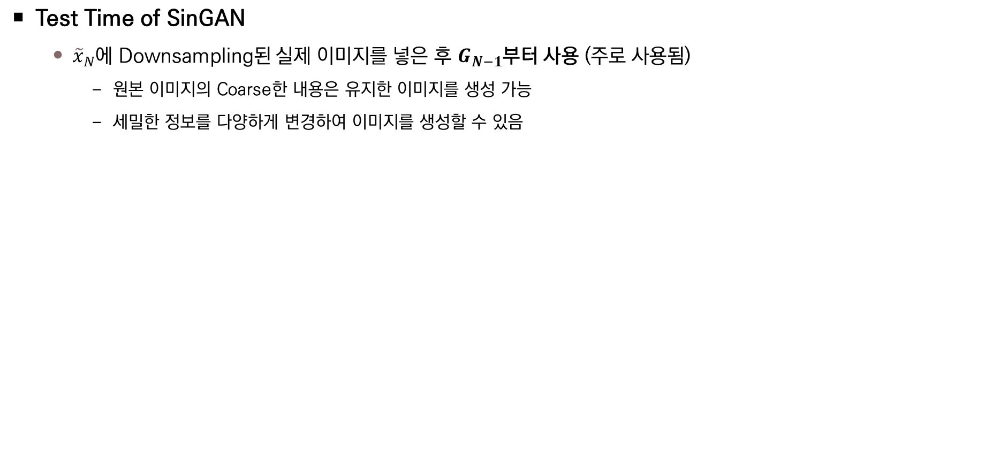 ▪ Test Time of SinGAN
• x̃_N에 Downsampling된 실제 이미지를 넣은 후 G_{N−1}부터 사용 (주로 사용됨)
– 원본 이미지의 Coarse한 내용은 유지한 이미지를 생성 가능
– 세밀한 정보를 다양하게 변경하여 이미지를 생성할 수 있음